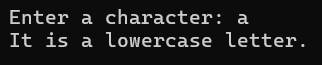 Enter a character: a
It is a lowercase letter.